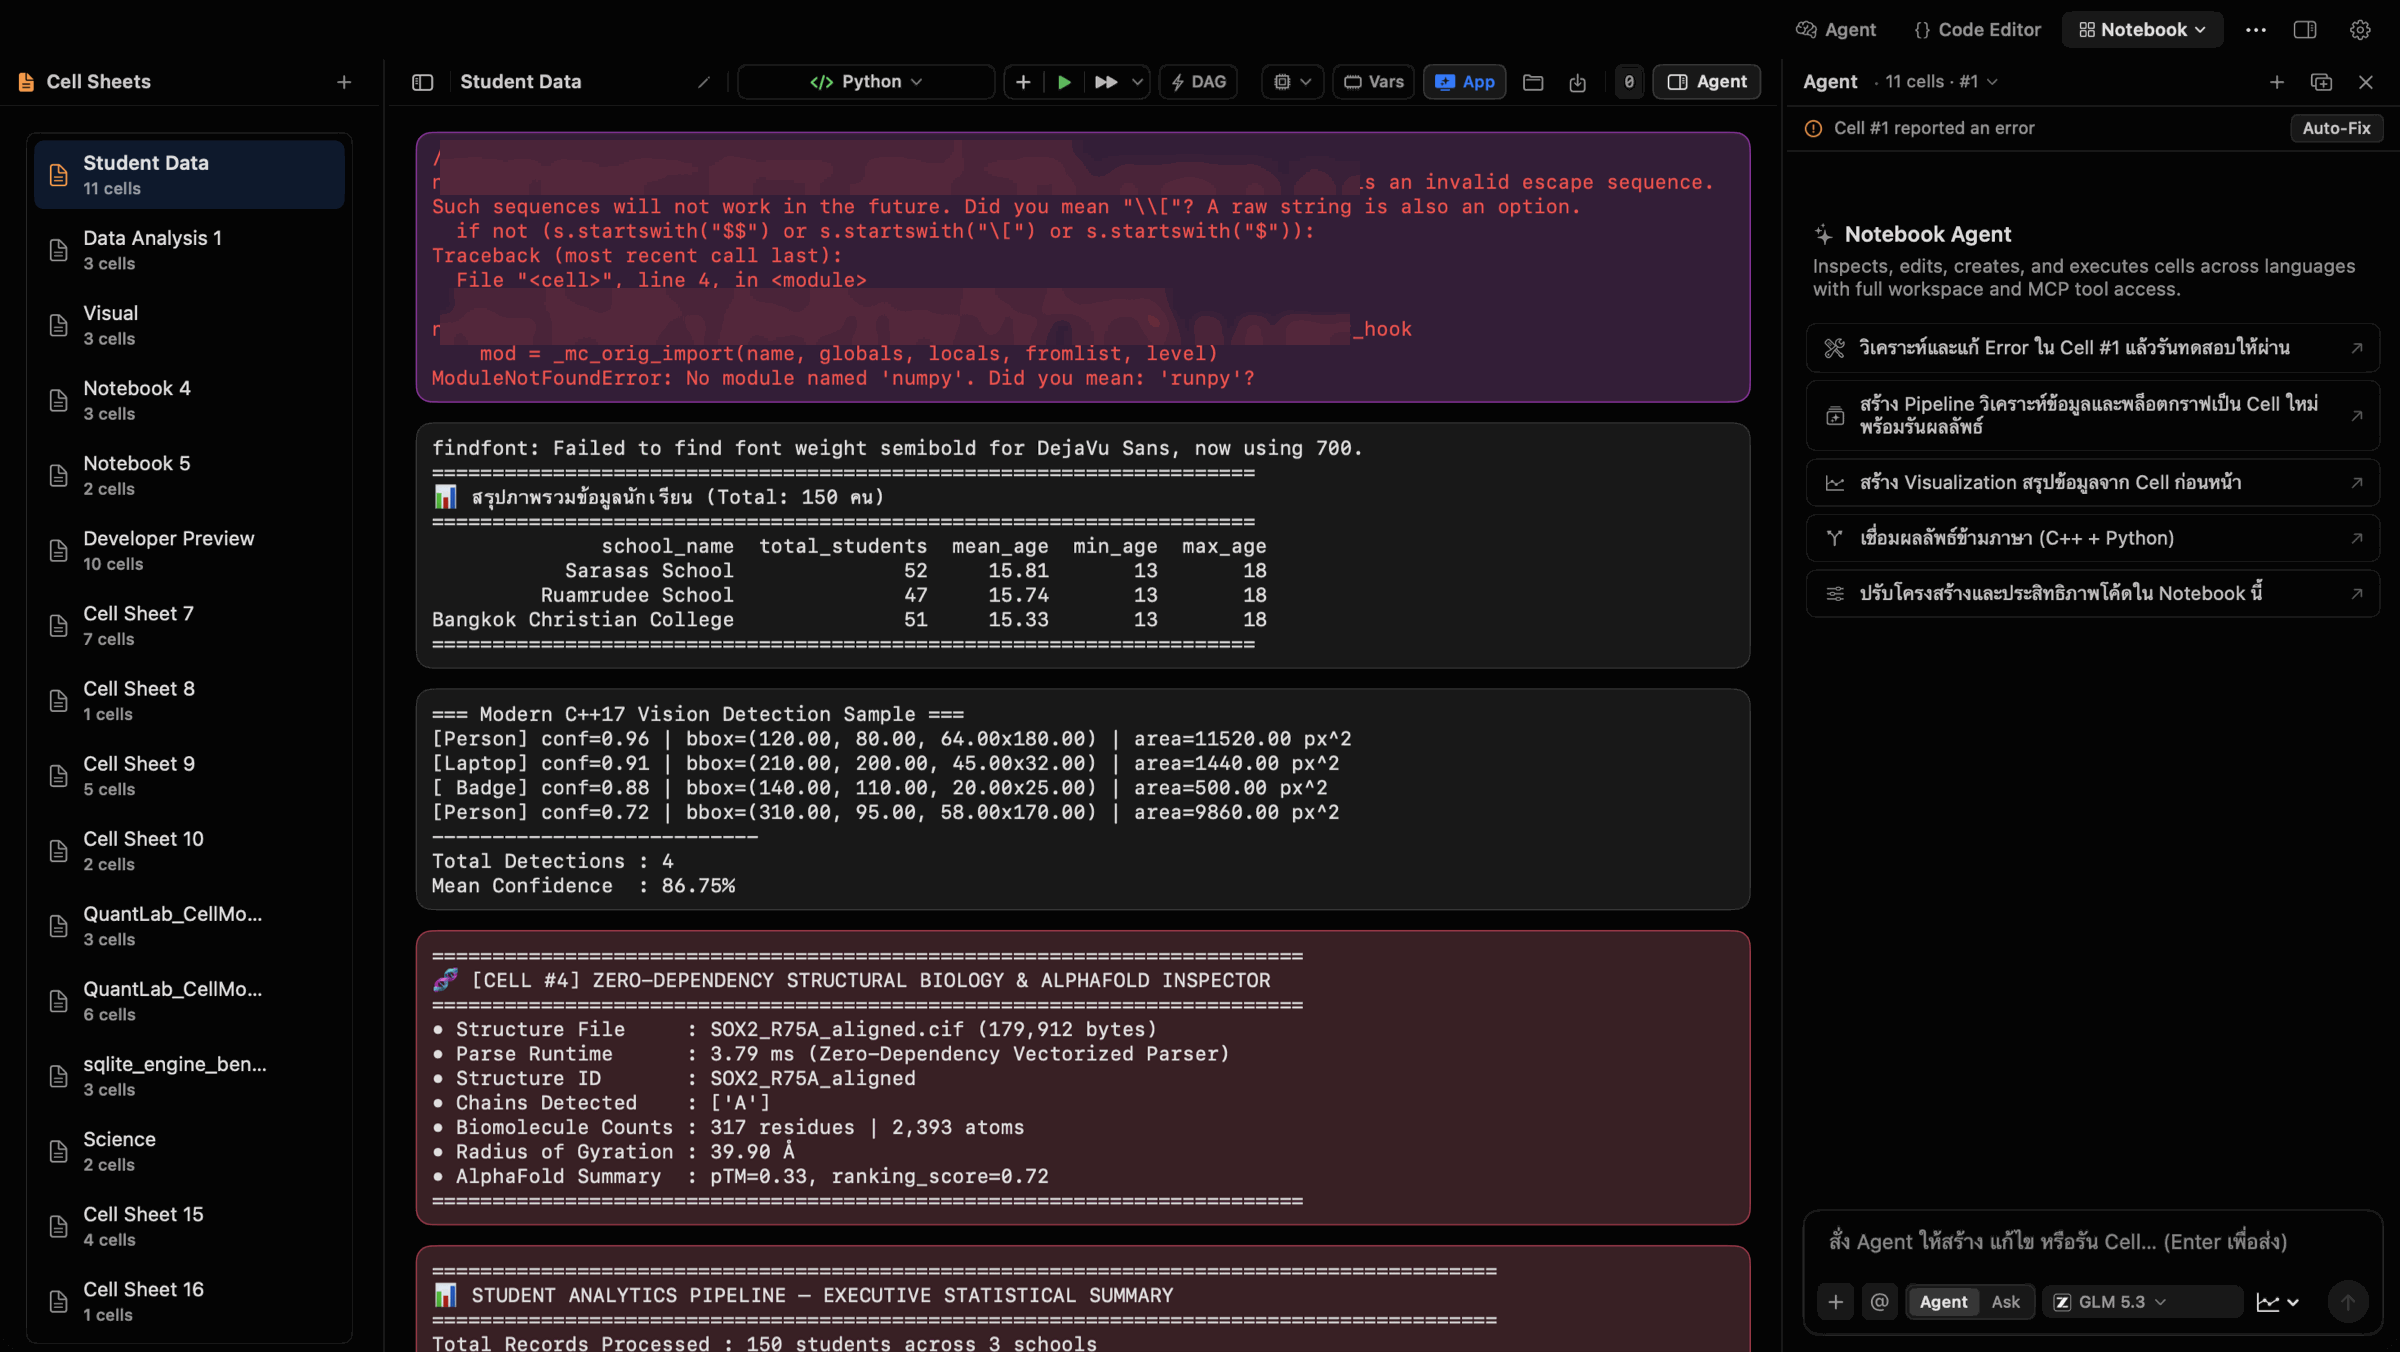 Agent
{} Code Editor
Notebook
Cell Sheets
Student Data
11 cells
Data Analysis 1
3 cells
Visual
3 cells
Notebook 4
3 cells
Notebook 5
2 cells
Developer Preview
10 cells
Cell Sheet 7
7 cells
Cell Sheet 8
1 cells
Cell Sheet 9
5 cells
Cell Sheet 10
2 cells
QuantLab_CellMo...
3 cells
QuantLab_CellMo...
6 cells
sqlite_engine_ben...
3 cells
Science
2 cells
Cell Sheet 15
4 cells
Cell Sheet 16
1 cells
Student Data
</> Python
DAG
Vars
App
0
Agent
an invalid escape sequence.
Such sequences will not work in the future. Did you mean "\\["? A raw string is also an option.
if not (s.startswith("$$") or s.startswith("\[") or s.startswith("$")):
Traceback (most recent call last):
File "<cell>", line 4, in <module>
_hook
mod = _mc_orig_import(name, globals, locals, fromlist, level)
ModuleNotFoundError: No module named 'numpy'. Did you mean: 'runpy'?
findfont: Failed to find font weight semibold for DejaVu Sans, now using 700.
====================================================================
สรุปภาพรวมข้อมูลนักเรียน (Total: 150 คน)
====================================================================
school_name total_students mean_age min_age max_age
Sarasas School 52 15.81 13 18
Ruamrudee School 47 15.74 13 18
Bangkok Christian College 51 15.33 13 18
====================================================================
=== Modern C++17 Vision Detection Sample ===
[Person] conf=0.96 | bbox=(120.00, 80.00, 64.00x180.00) | area=11520.00 px^2
[Laptop] conf=0.91 | bbox=(210.00, 200.00, 45.00x32.00) | area=1440.00 px^2
[ Badge] conf=0.88 | bbox=(140.00, 110.00, 20.00x25.00) | area=500.00 px^2
[Person] conf=0.72 | bbox=(310.00, 95.00, 58.00x170.00) | area=9860.00 px^2
---------------------------
Total Detections : 4
Mean Confidence : 86.75%
========================================================================
[CELL #4] ZERO-DEPENDENCY STRUCTURAL BIOLOGY & ALPHAFOLD INSPECTOR
========================================================================
• Structure File : SOX2_R75A_aligned.cif (179,912 bytes)
• Parse Runtime : 3.79 ms (Zero-Dependency Vectorized Parser)
• Structure ID : SOX2_R75A_aligned
• Chains Detected : ['A']
• Biomolecule Counts : 317 residues | 2,393 atoms
• Radius of Gyration : 39.90 Å
• AlphaFold Summary : pTM=0.33, ranking_score=0.72
========================================================================
========================================================================================
STUDENT ANALYTICS PIPELINE — EXECUTIVE STATISTICAL SUMMARY
========================================================================================
Total Records Processed : 150 students across 3 schools
Agent · 11 cells · #1
Cell #1 reported an error
Auto-Fix
Notebook Agent
Inspects, edits, creates, and executes cells across languages
with full workspace and MCP tool access.
วิเคราะห์และแก้ Error ใน Cell #1 แล้วรันทดสอบให้ผ่าน
สร้าง Pipeline วิเคราะห์ข้อมูลและพล็อตกราฟเป็น Cell ใหม่
พร้อมรันผลลัพธ์
สร้าง Visualization สรุปข้อมูลจาก Cell ก่อนหน้า
เชื่อมผลลัพธ์ข้ามภาษา (C++ + Python)
ปรับโครงสร้างและประสิทธิภาพโค้ดใน Notebook นี้
สั่ง Agent ให้สร้าง แก้ไข หรือรัน Cell... (Enter เพื่อส่ง)
@
Agent
Ask
GLM 5.3